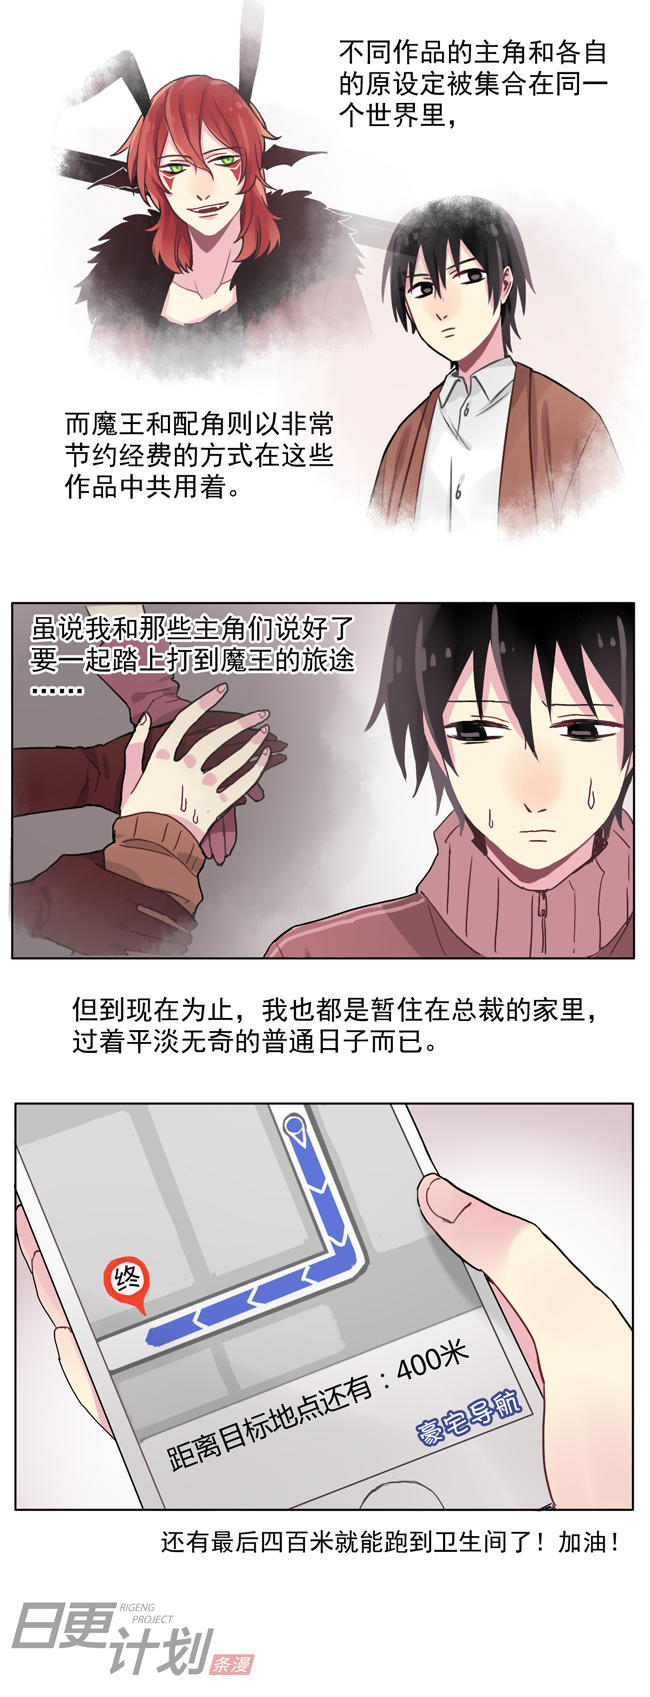 不同作品的主角和各自
的原设定被集合在同一
个世界里，
而魔王和配角则以非常
节约经费的方式在这些
作品中共用着。
虽说我和那些主角们说好了
要一起踏上打到魔王的旅途
……
但到现在为止，我也都是暂住在总裁的家里，
过着平淡无奇的普通日子而已。
终
距离目标地点还有：400米
豪宅导航
还有最后四百米就能跑到卫生间了！加油！
日更计划
RIGENG
PROJECT
条漫